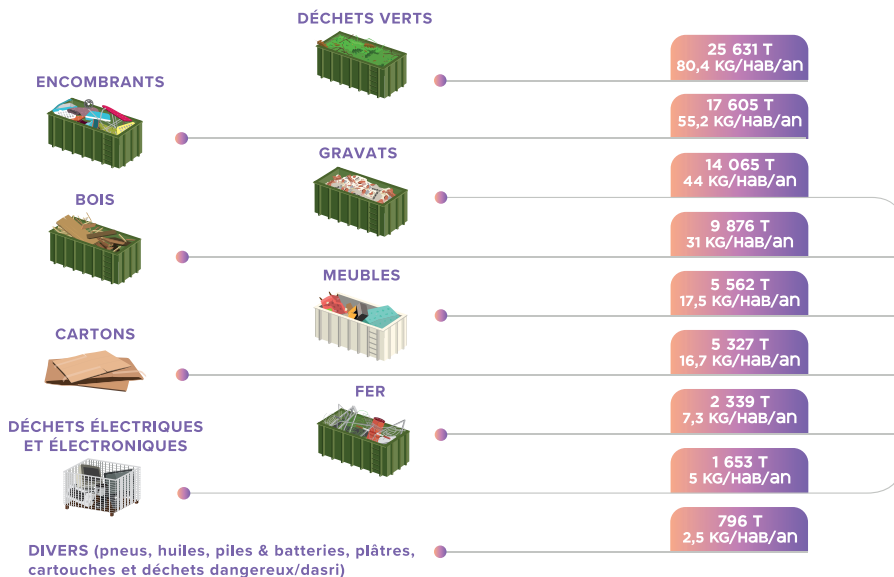 DÉCHETS VERTS
25 631 T
80,4 KG/HaB/an
ENCOMBRANTS
17 605 T
55,2 KG/HaB/an
GRAVATS
14 065 T
44 KG/HaB/an
BOIS
9 876 T
31 KG/HaB/an
MEUBLES
5 562 T
17,5 KG/HaB/an
CARTONS
5 327 T
16,7 KG/HaB/an
FER
2 339 T
7,3 KG/HaB/an
DÉCHETS ÉLECTRIQUES
ET ÉLECTRONIQUES
1 653 T
5 KG/HaB/an
DIVERS (pneus, huiles, piles & batteries, plâtres,
cartouches et déchets dangereux/dasri)
796 T
2,5 KG/HaB/an